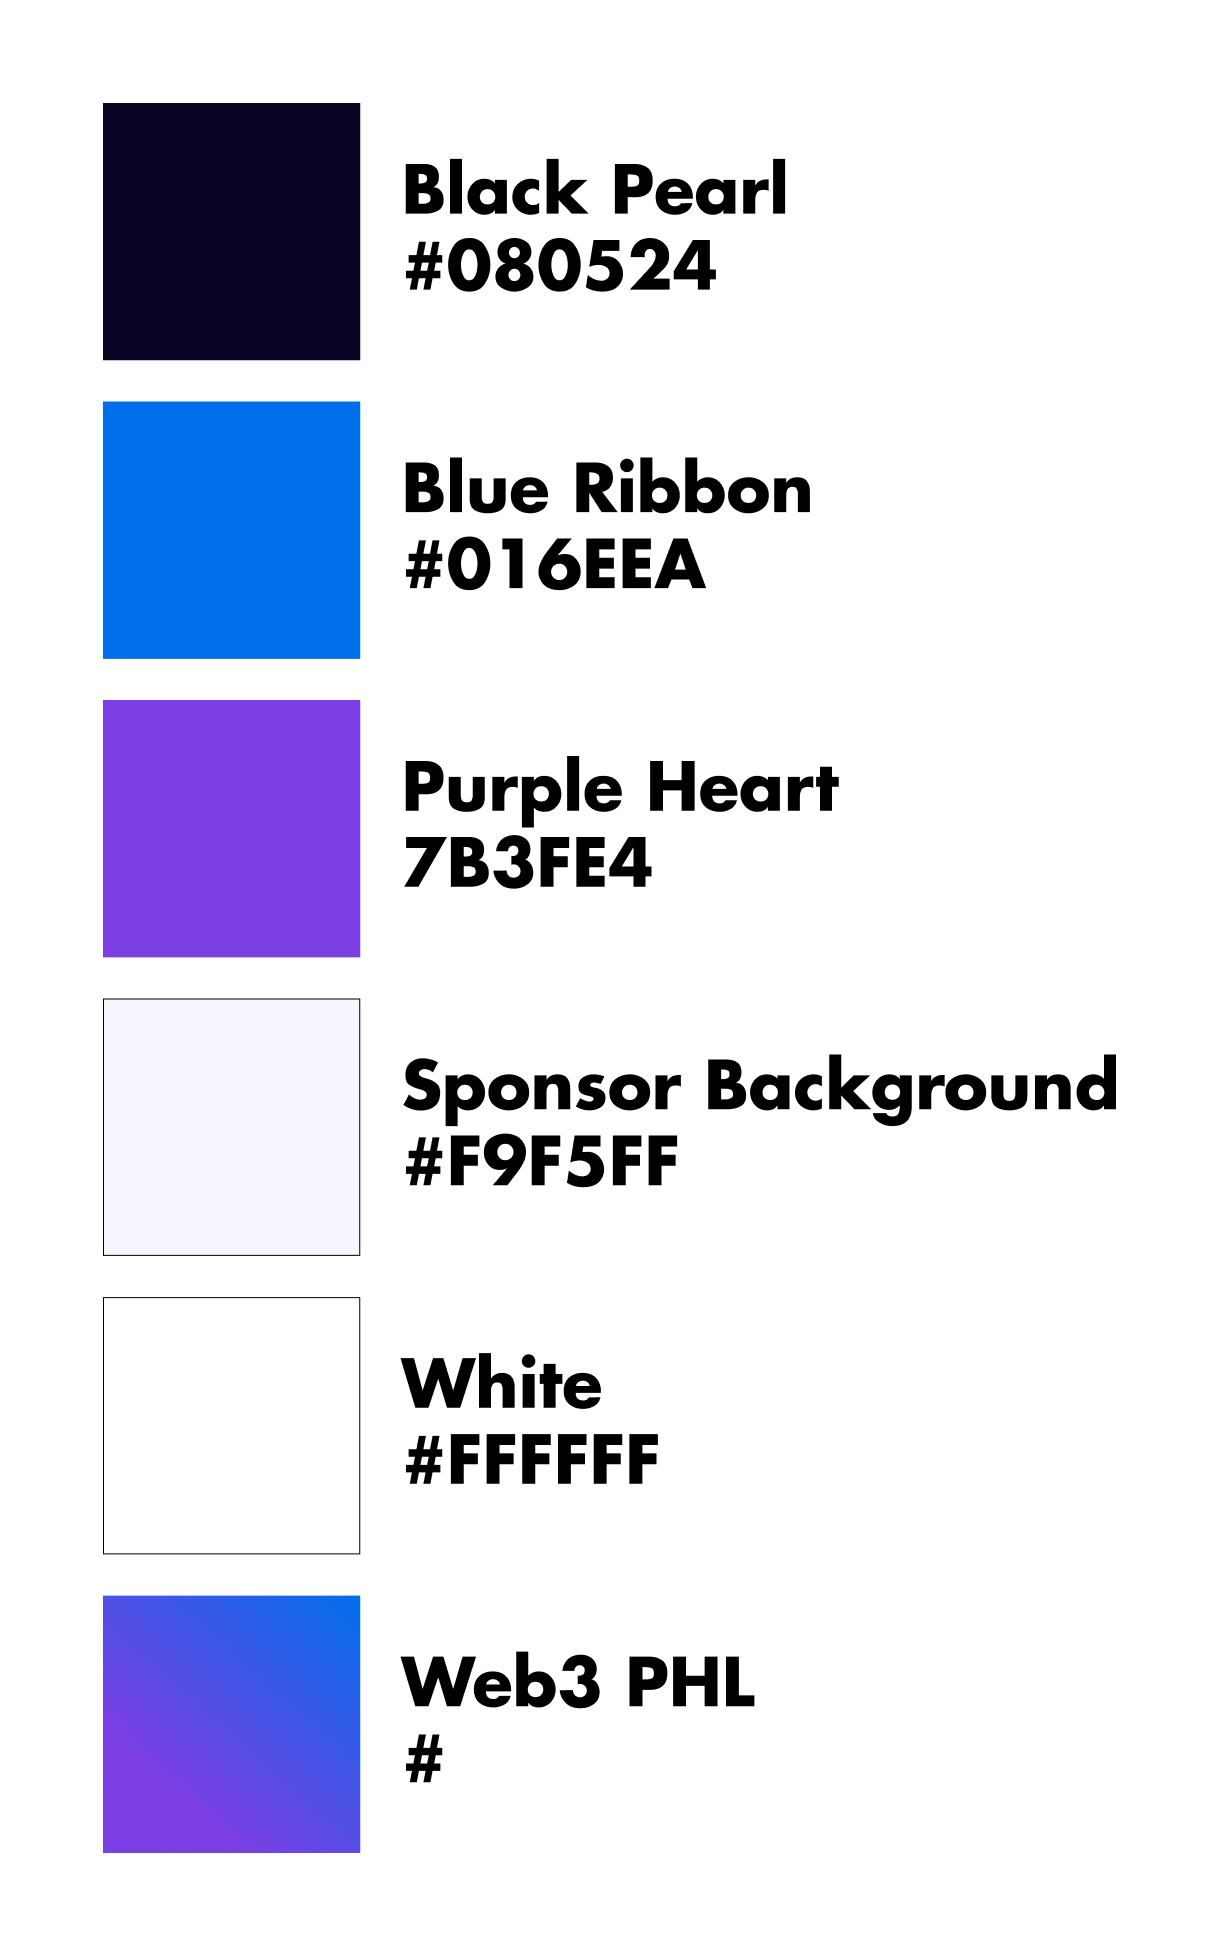 Black Pearl
#080524
Blue Ribbon
#016EEA
Purple Heart
7B3FE4
Sponsor Background
#F9F5FF
White
#FFFFFF
Web3 PHL
#